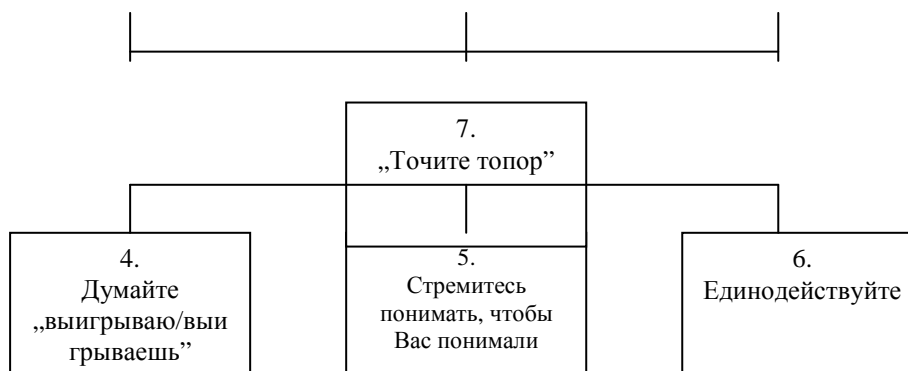 7.
„Точите топор”
4.
Думайте
„выигрываю/выи
грываешь”
5.
Стремитесь
понимать, чтобы
Вас понимали
6.
Единодействуйте